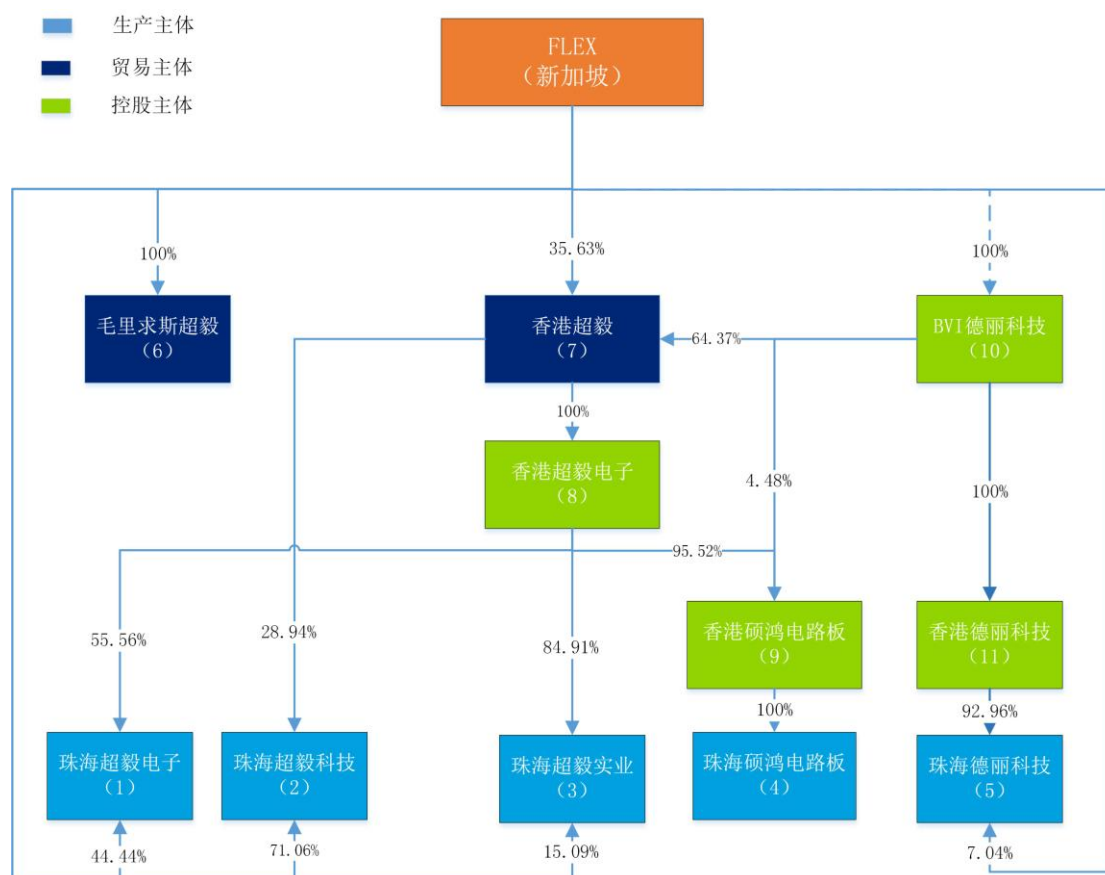 生产主体
贸易主体
控股主体
FLEX
（新加坡）
100%
35.63%
100%
毛里求斯超毅
（6）
香港超毅
（7）
64.37%
BVI德丽科技
（10）
100%
香港超毅电子
（8）
4.48%
100%
95.52%
55.56%
28.94%
84.91%
香港硕鸿电路板
（9）
香港德丽科技
（11）
100%
92.96%
珠海超毅电子
（1）
珠海超毅科技
（2）
珠海超毅实业
（3）
珠海硕鸿电路板
（4）
珠海德丽科技
（5）
44.44%
71.06%
15.09%
7.04%